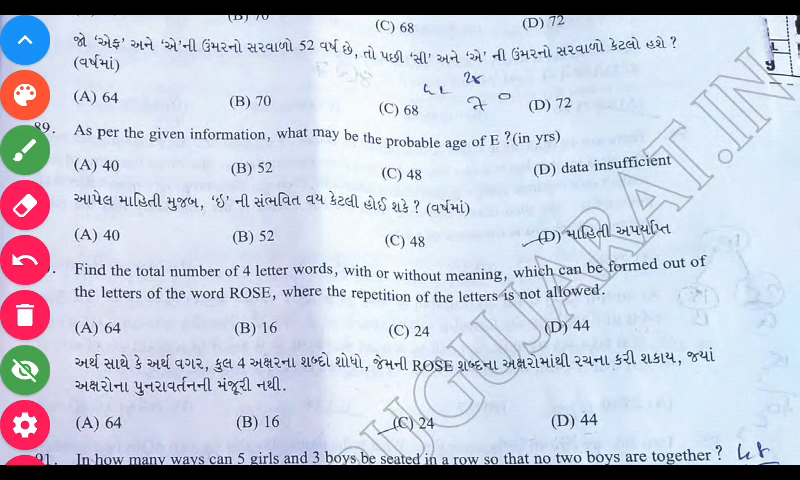 (B) 70 (C) 68 (D) 72
જો ‘એફ’ અને ‘એ’ની ઉંમરનો સરવાળો 52 વર્ષ છે, તો પછી ‘સી’ અને ‘એ’ ની ઉંમરનો સરવાળો કેટલો હશે ?
(વર્ષમાં)
(A) 64 (B) 70 (C) 68 (D) 72
89. As per the given information, what may be the probable age of E ? (in yrs)
(A) 40 (B) 52 (C) 48 (D) data insufficient
આપેલ માહિતી મુજબ, ‘ઈ’ ની સંભવિત વય કેટલી હોઈ શકે ? (વર્ષમાં)
(A) 40 (B) 52 (C) 48 (D) માહિતી અપર્યાપ્ત
Find the total number of 4 letter words, with or without meaning, which can be formed out of
the letters of the word ROSE, where the repetition of the letters is not allowed.
(A) 64 (B) 16 (C) 24 (D) 44
અર્થ સાથે કે અર્થ વગર, કુલ 4 અક્ષરના શબ્દો શોધો, જેમની ROSE શબ્દના અક્ષરોમાંથી રચના કરી શકાય, જ્યાં
અક્ષરોના પુનરાવર્તનની મંજૂરી નથી.
(A) 64 (B) 16 (C) 24 (D) 44
91. In how many ways can 5 girls and 3 boys be seated in a row so that no two boys are together ?